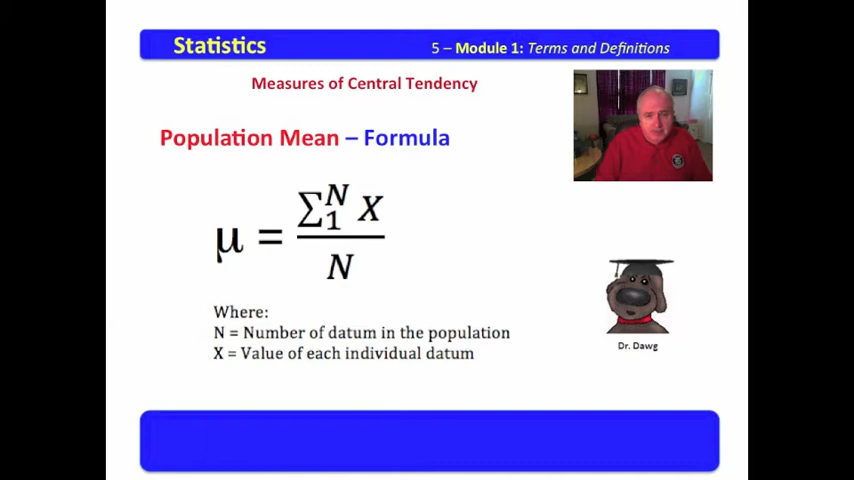 Statistics
5 – Module 1: Terms and Definitions
Measures of Central Tendency
Population Mean – Formula
μ = ∑₁ᴺ X / N
Where:
N = Number of datum in the population
X = Value of each individual datum
Dr. Dawg